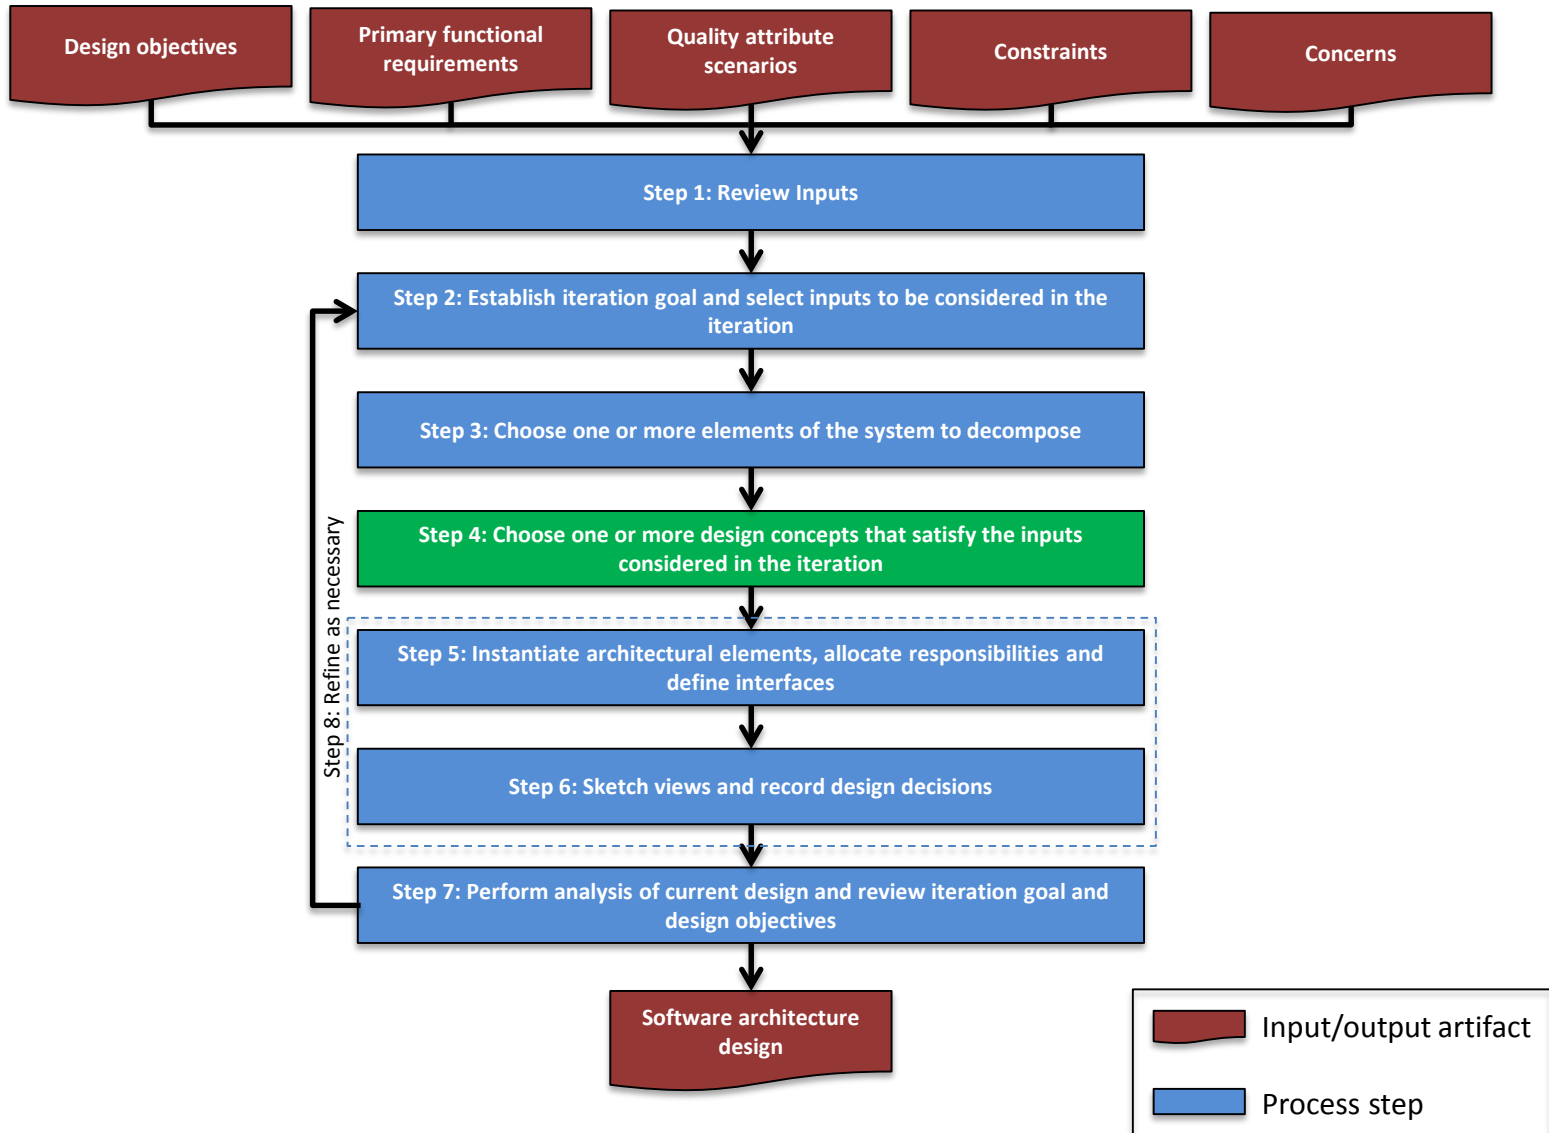 Design objectives
Primary functional
requirements
Quality attribute
scenarios
Constraints
Concerns
Step 1: Review Inputs
Step 2: Establish iteration goal and select inputs to be considered in the
iteration
Step 3: Choose one or more elements of the system to decompose
Step 4: Choose one or more design concepts that satisfy the inputs
considered in the iteration
Step 5: Instantiate architectural elements, allocate responsibilities and
define interfaces
Step 6: Sketch views and record design decisions
Step 7: Perform analysis of current design and review iteration goal and
design objectives
Step 8: Refine as necessary
Software architecture
design
Input/output artifact
Process step